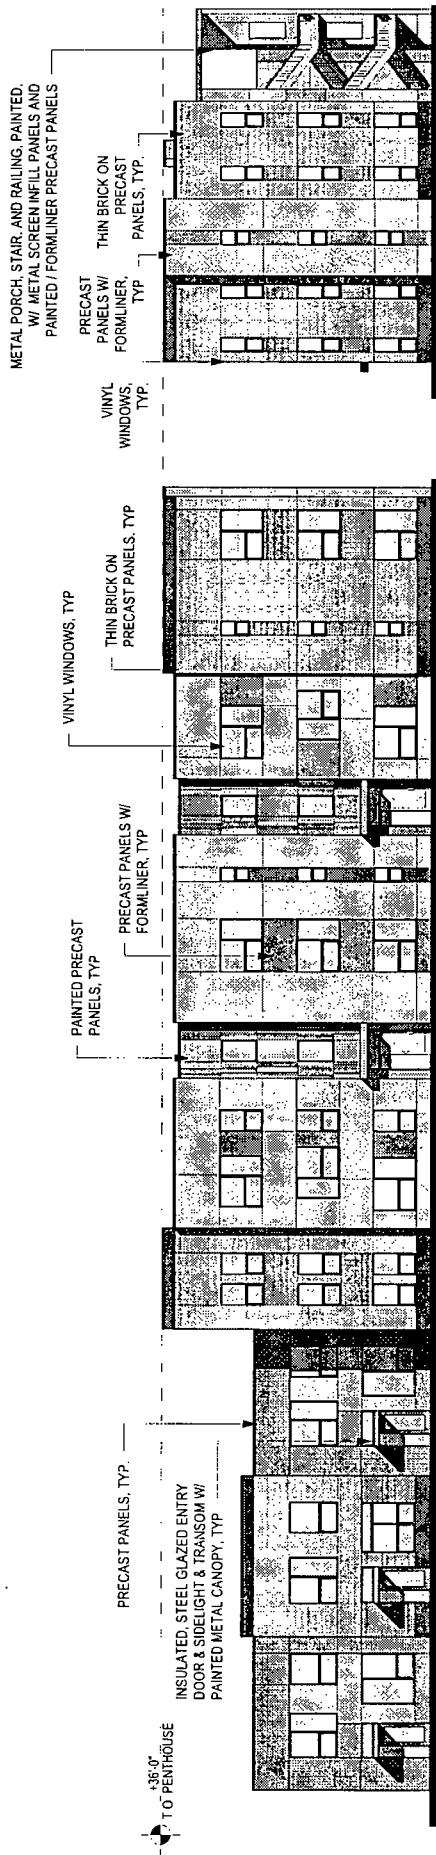 +36'-0"
T O PENTHOUSE
PRECAST PANELS, TYP.
INSULATED, STEEL GLAZED ENTRY
DOOR & SIDELIGHT & TRANSOM W/
PAINTED METAL CANOPY, TYP
PAINTED PRECAST
PANELS, TYP
PRECAST PANELS W/
FORMLINER, TYP
VINYL WINDOWS, TYP
THIN BRICK ON
PRECAST PANELS, TYP
VINYL
WINDOWS,
TYP.
PRECAST
PANELS W/
FORMLINER,
TYP
THIN BRICK ON
PRECAST
PANELS, TYP.
METAL PORCH, STAIR, AND RAILING, PAINTED,
W/ METAL SCREEN INFILL PANELS AND
PAINTED / FORMLINER PRECAST PANELS